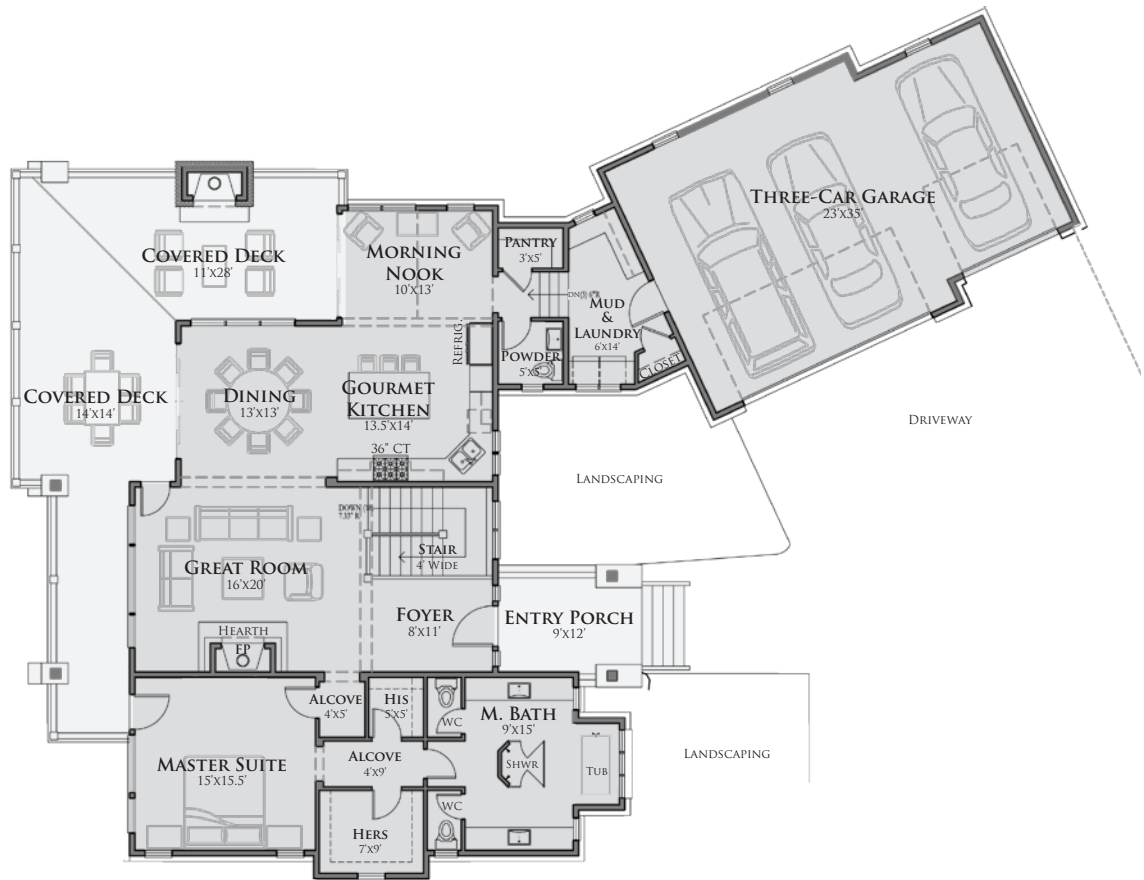 THREE-CAR GARAGE
23'X35'
COVERED DECK
11'X28'
MORNING
NOOK
10'X13'
PANTRY
3'X5'
MUD
&
LAUNDRY
6'X14'
POWDER
5'X5'
CLOSET
REFRIG.
COVERED DECK
14'X14'
DINING
13'X13'
GOURMET
KITCHEN
13.5'X14'
36" CT
DRIVEWAY
LANDSCAPING
STAIR
4' WIDE
GREAT ROOM
16'X20'
FOYER
8'X11'
ENTRY PORCH
9'X12'
HEARTH
FP
ALCOVE
4'X5'
HIS
5'X5'
WC
M. BATH
9'X15'
SHWR
TUB
LANDSCAPING
MASTER SUITE
15'X15.5'
ALCOVE
4'X9'
WC
HERS
7'X9'